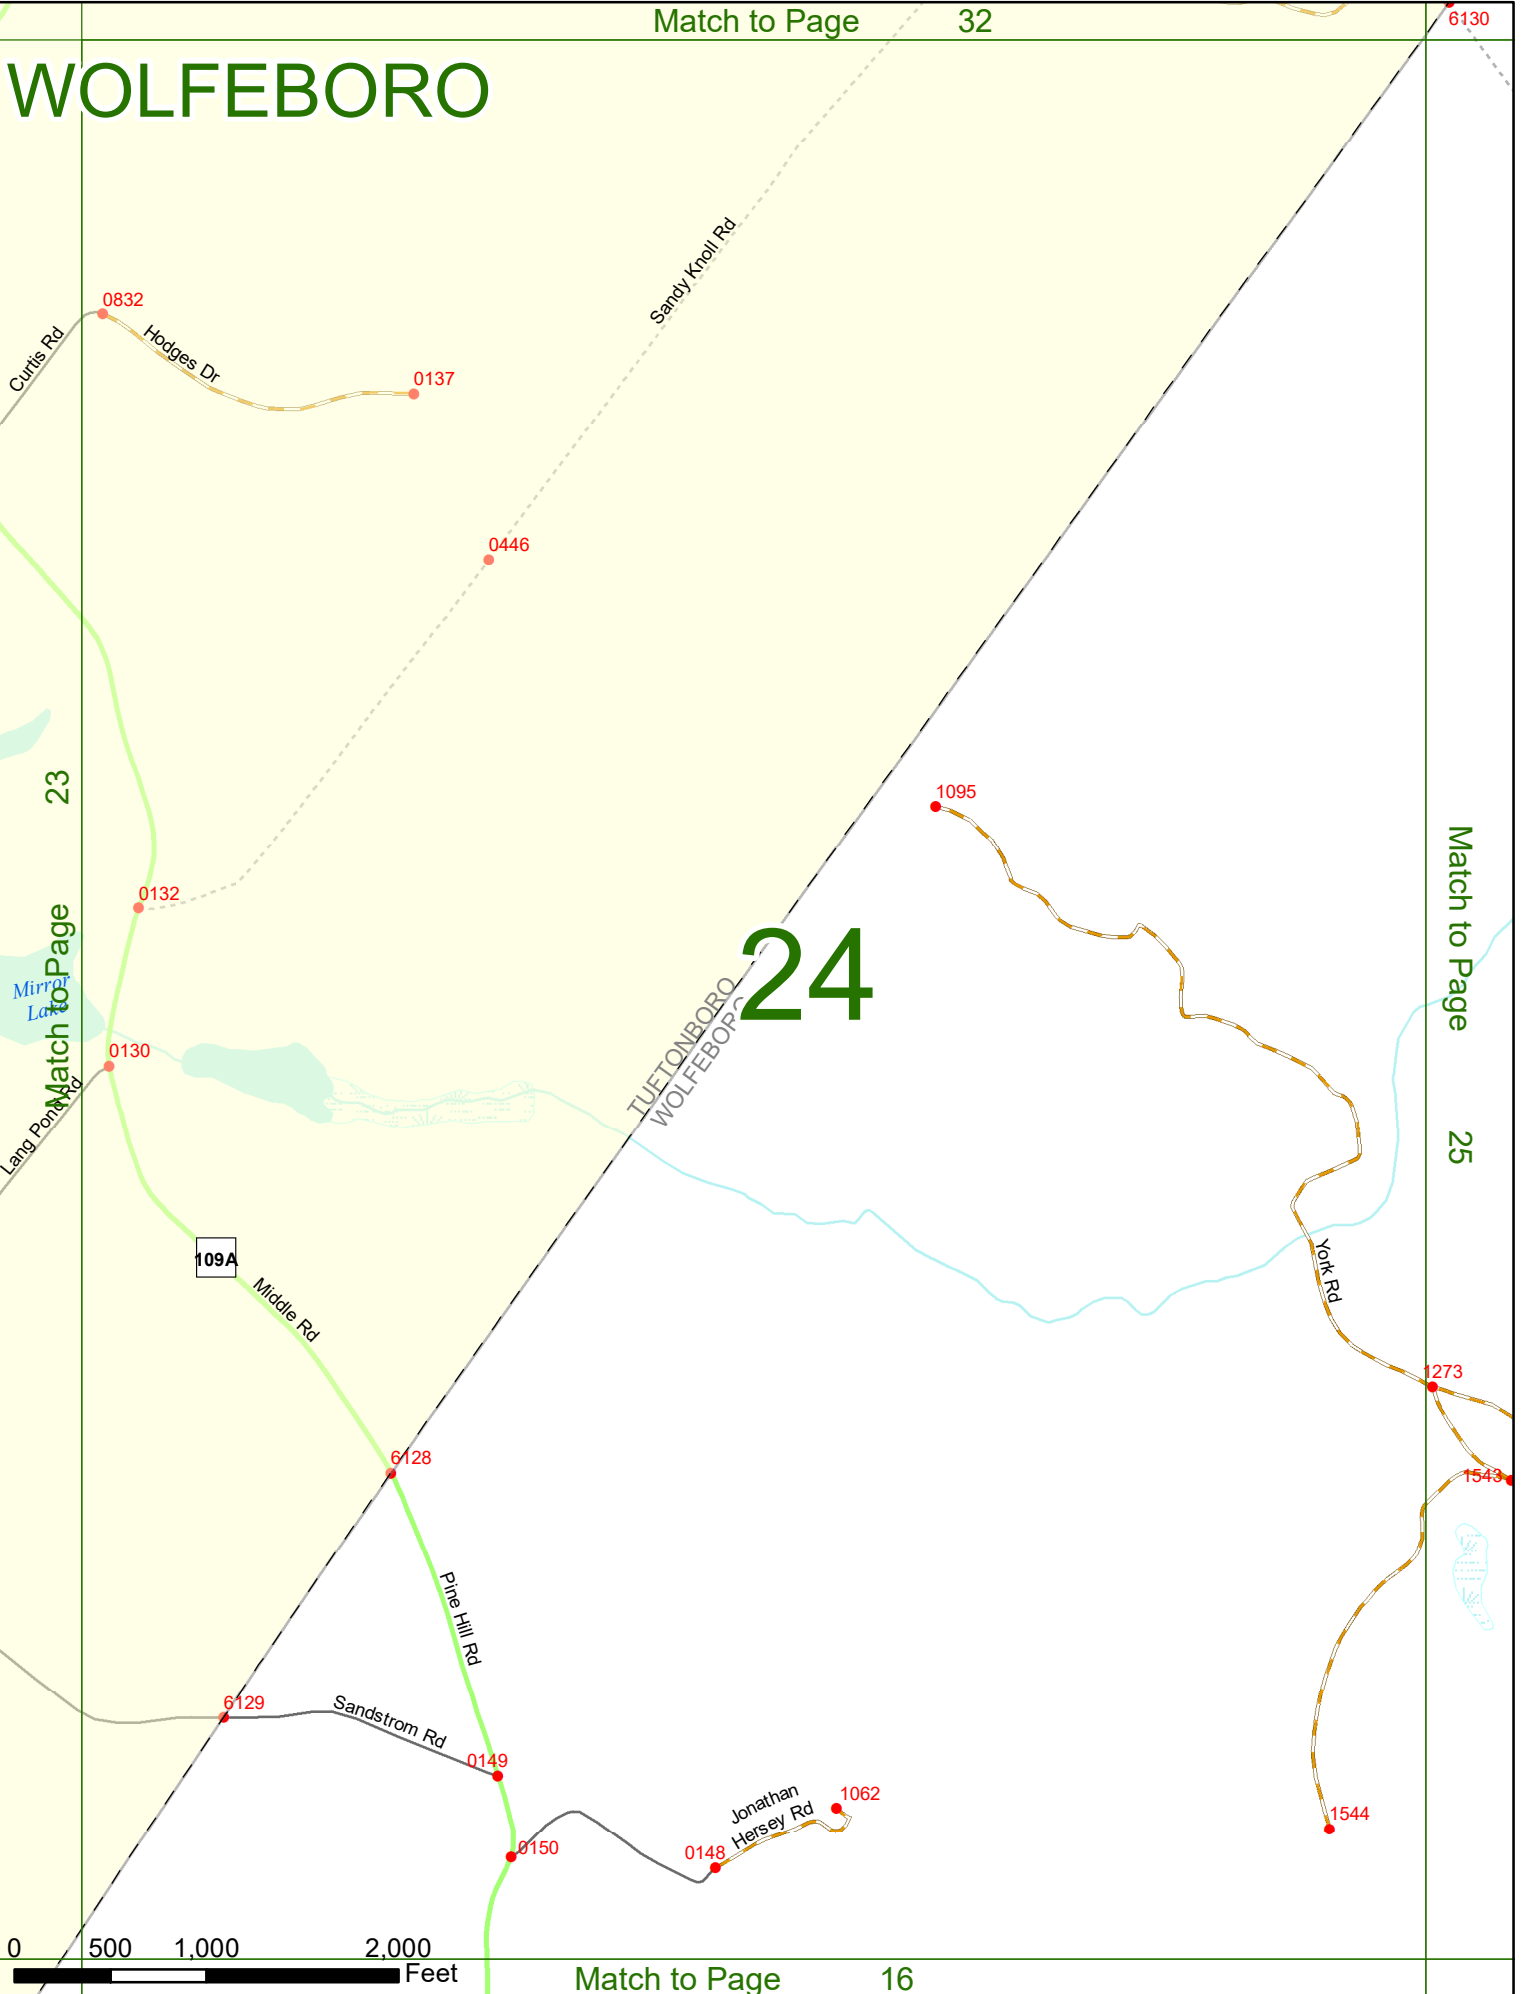 Match to Page 32
6130
WOLFEBORO
Sandy Knoll Rd
0832
Curtis Rd
Hodges Dr
0137
0446
23
Match to Page
1095
Match to Page
25
0132
24
Mirror
Lake
TUFTONBORO
WOLFEBORO
0130
Lang Pond Rd
109A
Middle Rd
York Rd
1273
6128
1543
Pine Hill Rd
6129
Sandstrom Rd
0149
Jonathan
Hersey Rd
1062
1544
0150
0148
0 500 1,000 2,000
Feet
Match to Page 16